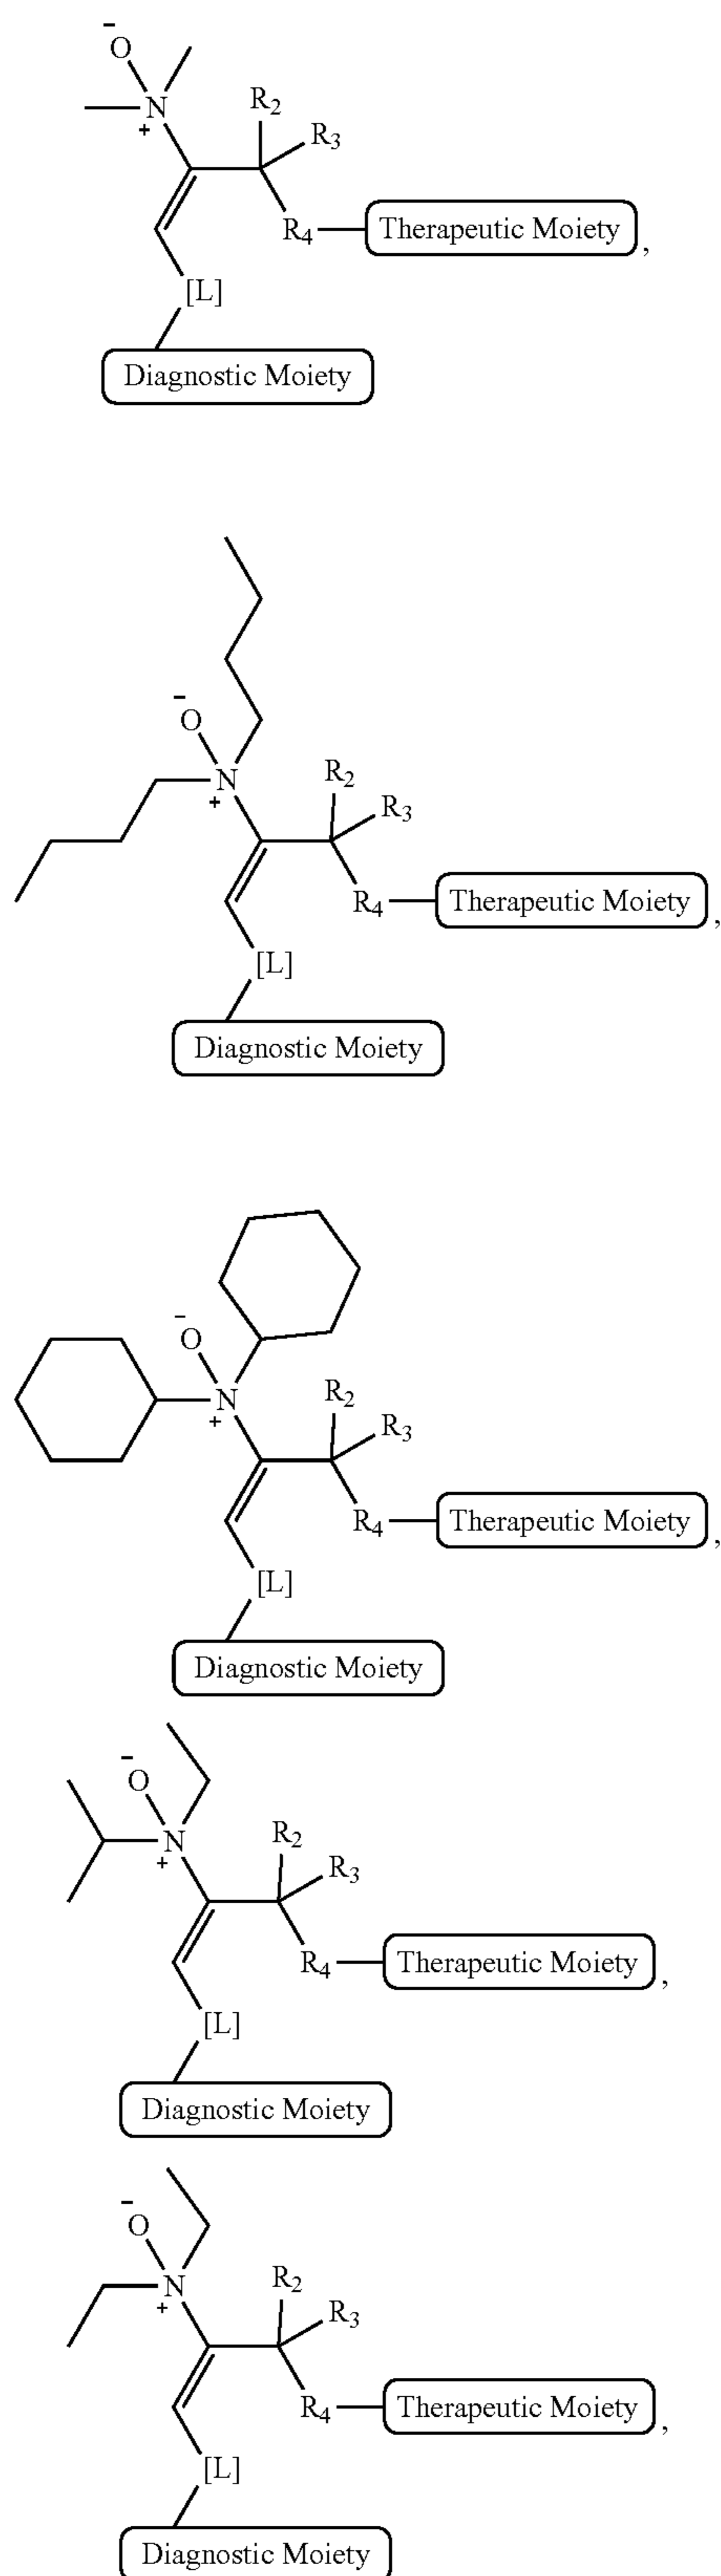 −
O
R2
N
+
R3
R4 Therapeutic Moiety ,
[L]
Diagnostic Moiety
−
O
R2
N
+
R3
R4 Therapeutic Moiety ,
[L]
Diagnostic Moiety
−
O
R2
N
+
R3
R4 Therapeutic Moiety ,
[L]
Diagnostic Moiety
−
O
R2
N
+
R3
R4 Therapeutic Moiety ,
[L]
Diagnostic Moiety
−
O
R2
N
+
R3
R4 Therapeutic Moiety ,
[L]
Diagnostic Moiety